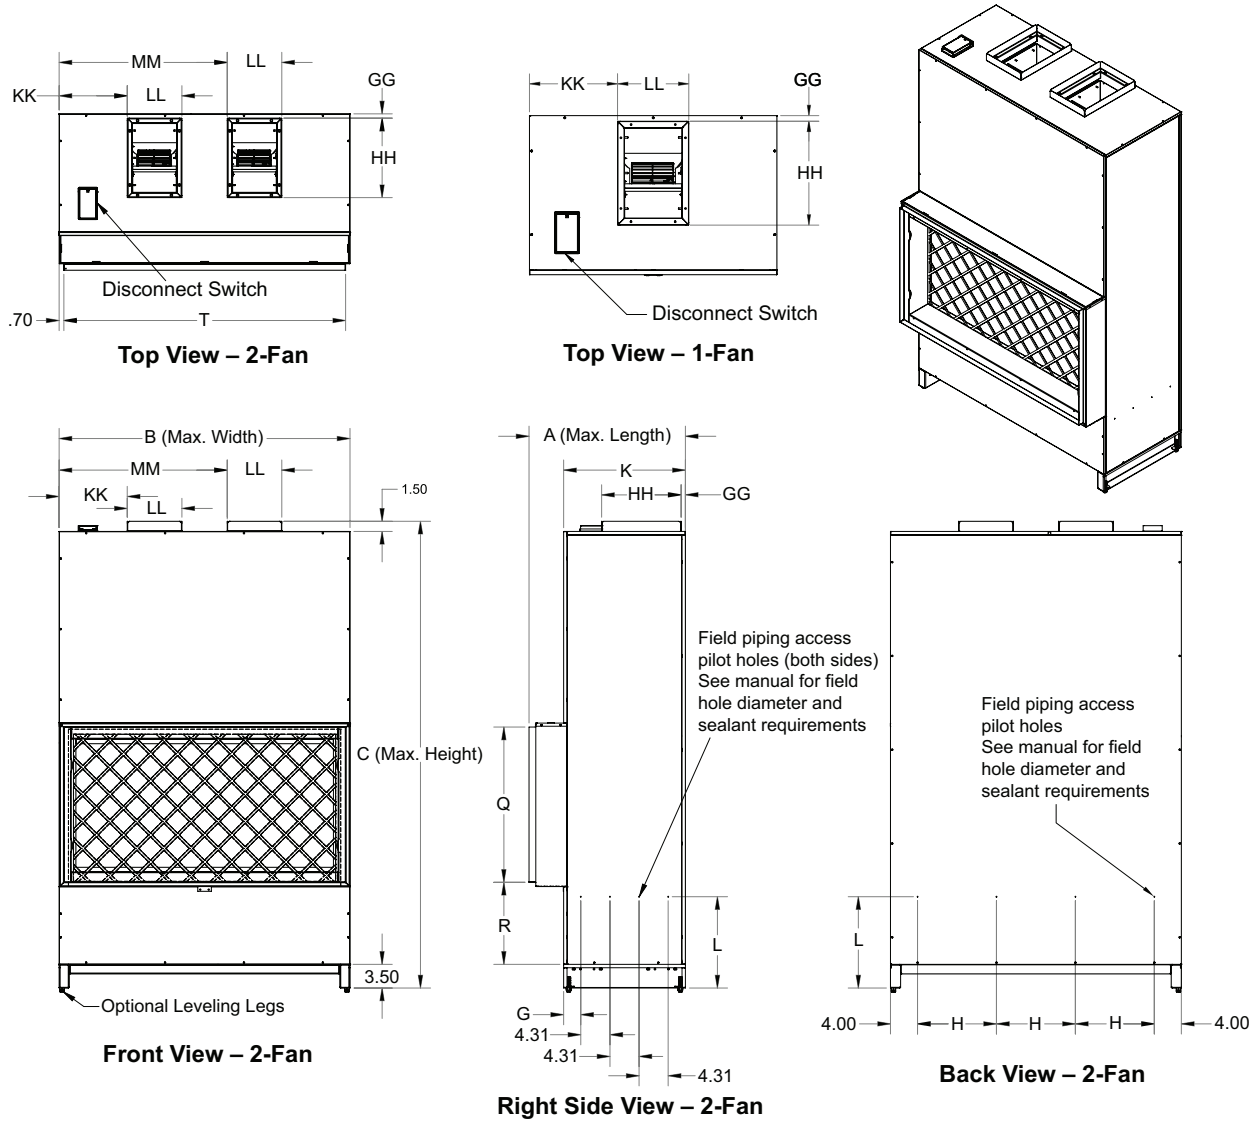 MM
LL
GG
KK
LL
HH
Disconnect Switch
.70
T
Top View – 2-Fan
KK
LL
GG
HH
Disconnect Switch
Top View – 1-Fan
B (Max. Width)
MM
LL
KK
LL
1.50
C (Max. Height)
3.50
Optional Leveling Legs
Front View – 2-Fan
A (Max. Length)
K
HH
GG
Field piping access
pilot holes (both sides)
See manual for field
hole diameter and
sealant requirements
Q
R
L
G
4.31
4.31
4.31
Right Side View – 2-Fan
Field piping access
pilot holes
See manual for field
hole diameter and
sealant requirements
L
4.00
H
H
H
4.00
Back View – 2-Fan